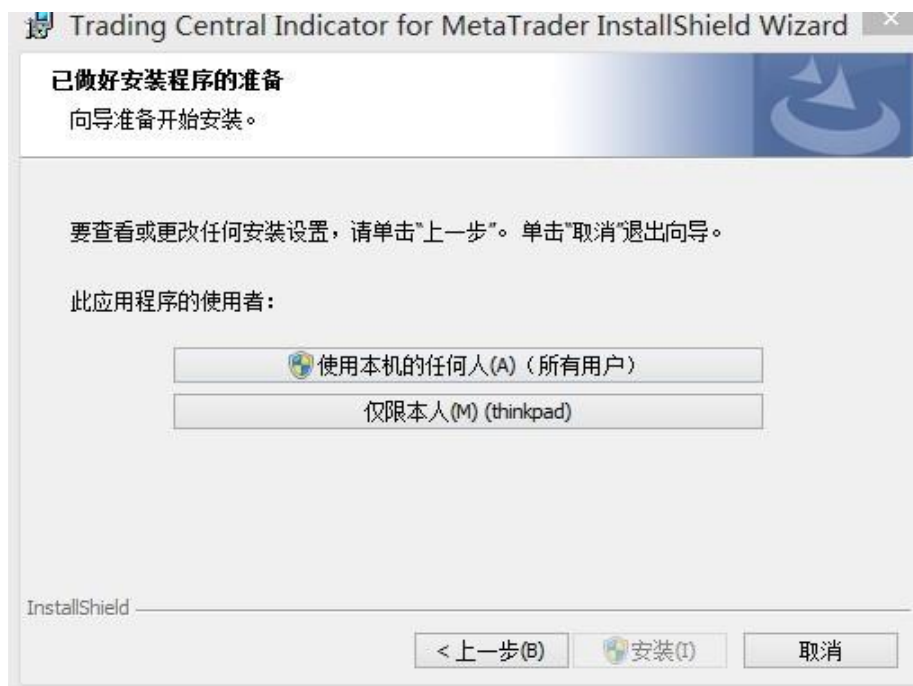 Trading Central Indicator for MetaTrader InstallShield Wizard
已做好安装程序的准备
向导准备开始安装。
要查看或更改任何安装设置，请单击"上一步"。单击"取消"退出向导。
此应用程序的使用者：
使用本机的任何人(A)（所有用户）
仅限本人(M) (thinkpad)
InstallShield
<上一步(B)
安装(I)
取消